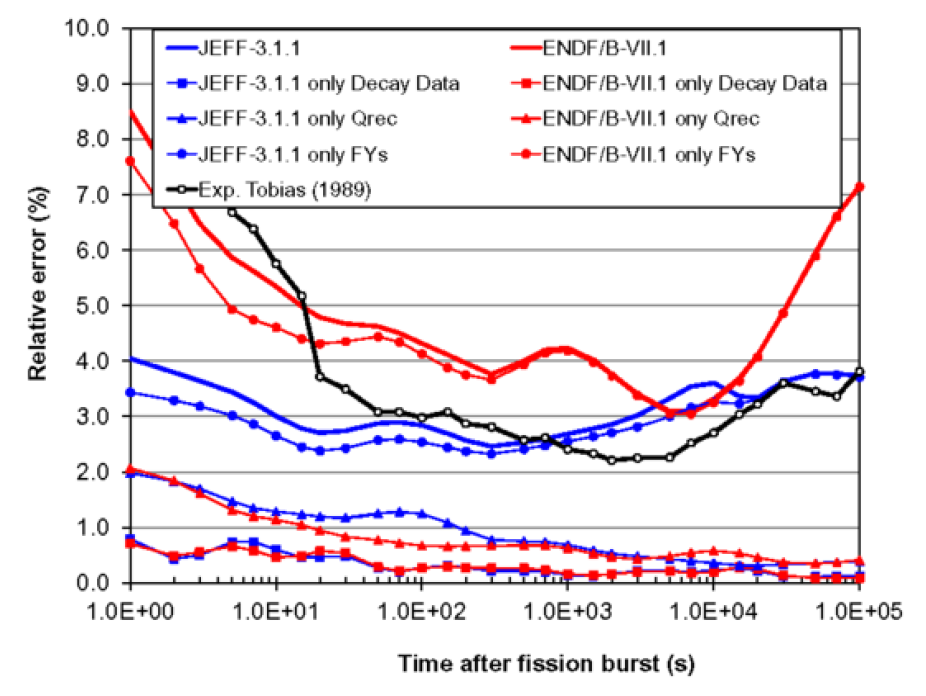 10.0
9.0
8.0
7.0
6.0
5.0
4.0
3.0
2.0
1.0
0.0
Relative error (%)
JEFF-3.1.1
ENDF/B-VII.1
JEFF-3.1.1 only Decay Data
ENDF/B-VII.1 only Decay Data
JEFF-3.1.1 only Qrec
ENDF/B-VII.1 ony Qrec
JEFF-3.1.1 only FYs
ENDF/B-VII.1 only FYs
Exp. Tobias (1989)
1.0E+00 1.0E+01 1.0E+02 1.0E+03 1.0E+04 1.0E+05
Time after fission burst (s)